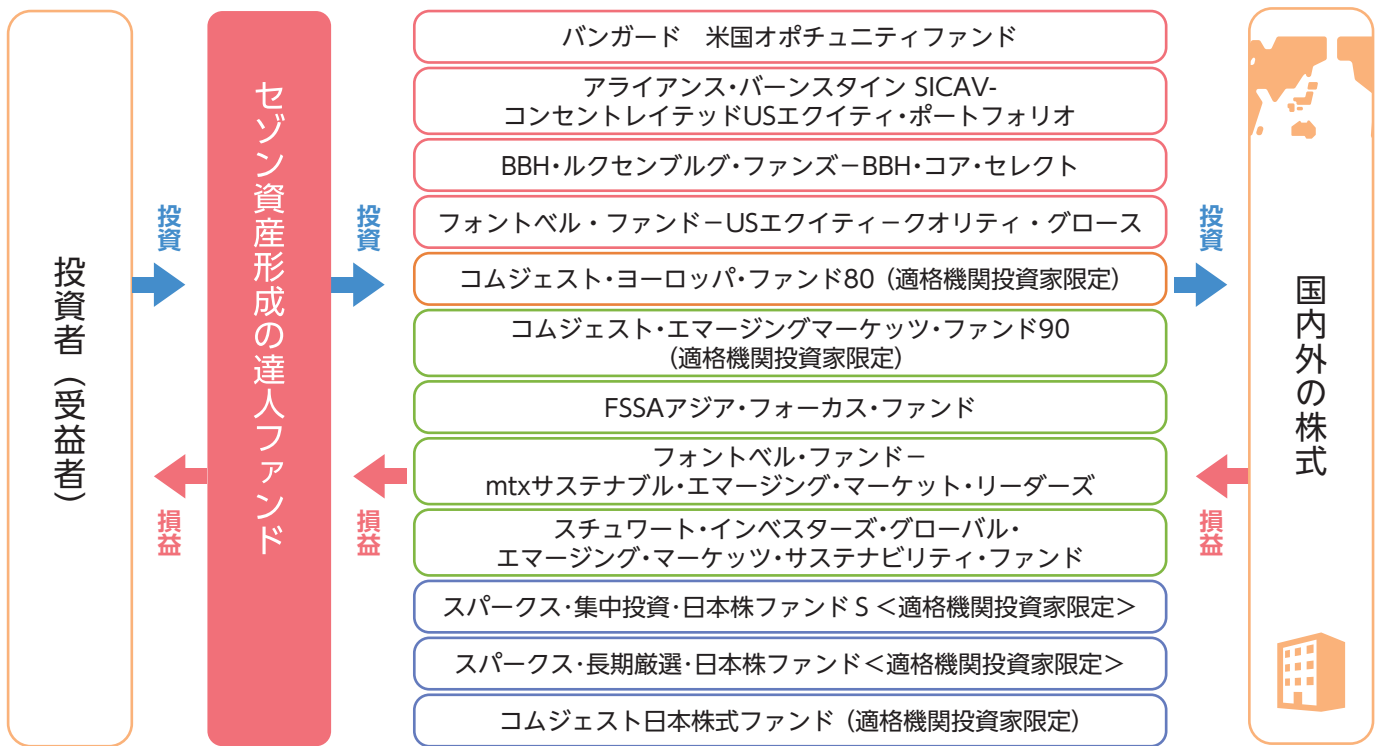 投資者（受益者）
投資
損益
セゾン資産形成の達人ファンド
投資
損益
バンガード　米国オポチュニティファンド
アライアンス・バーンスタイン SICAV-
コンセントレイテッドUSエクイティ・ポートフォリオ
BBH・ルクセンブルグ・ファンズ－BBH・コア・セレクト
フォントベル・ファンド－USエクイティ－クオリティ・グロース
コムジェスト・ヨーロッパ・ファンド80（適格機関投資家限定）
コムジェスト・エマージングマーケッツ・ファンド90
（適格機関投資家限定）
FSSAアジア・フォーカス・ファンド
フォントベル・ファンド－
mtxサステナブル・エマージング・マーケット・リーダーズ
スチュワート・インベスターズ・グローバル・
エマージング・マーケッツ・サステナビリティ・ファンド
スパークス・集中投資・日本株ファンドＳ＜適格機関投資家限定＞
スパークス・長期厳選・日本株ファンド＜適格機関投資家限定＞
コムジェスト日本株式ファンド（適格機関投資家限定）
投資
損益
国内外の株式